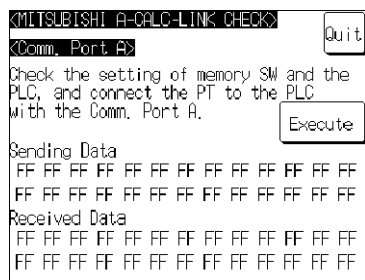 <MITSUBISHI A-CALC-LINK CHECK>
Quit
<Comm. Port A>
Check the setting of memory SW and the
PLC, and connect the PT to the PLC
with the Comm. Port A.
Execute
Sending Data
FF FF FF FF FF FF FF FF FF FF FF FF
FF FF FF FF FF FF FF FF FF FF FF FF
Received Data
FF FF FF FF FF FF FF FF FF FF FF FF
FF FF FF FF FF FF FF FF FF FF FF FF